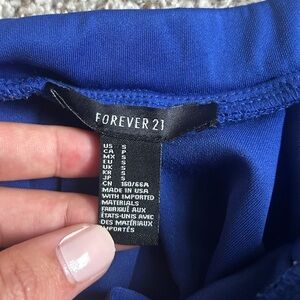 FOREVER 21
US S
CA P
MX S
EU S
UK S
KR S
JP S
CN 160/66A
MADE IN USA
WITH IMPORTED
MATERIALS
FABRIQUÉ AUX
ÉTATS-UNIS AVEC
DES MATÉRIAUX